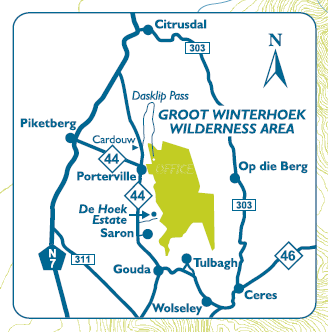 Citrusdal
303
N
Dasklip Pass
GROOT WINTERHOEK
WILDERNESS AREA
Piketberg
Cardouw
44
OFFICE
Porterville
Op die Berg
44
De Hoek
Estate
303
Saron
N
7
311
Gouda
Tulbagh
46
Ceres
Wolseley